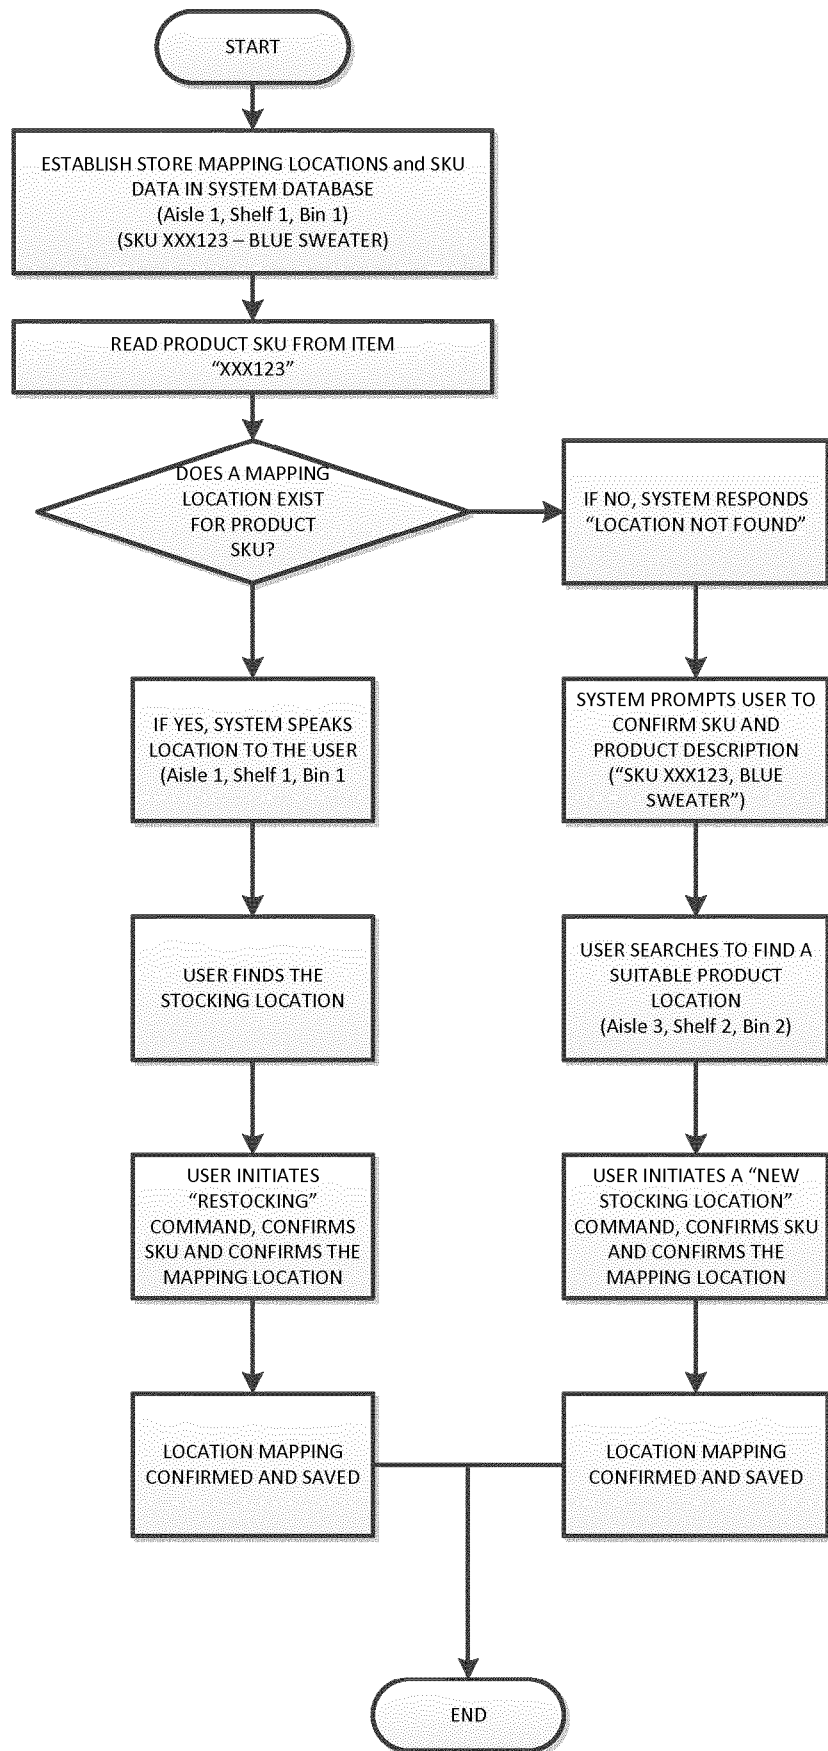 START
ESTABLISH STORE MAPPING LOCATIONS and SKU
DATA IN SYSTEM DATABASE
(Aisle 1, Shelf 1, Bin 1)
(SKU XXX123 – BLUE SWEATER)
READ PRODUCT SKU FROM ITEM
“XXX123”
DOES A MAPPING
LOCATION EXIST
FOR PRODUCT
SKU?
IF NO, SYSTEM RESPONDS
“LOCATION NOT FOUND”
IF YES, SYSTEM SPEAKS
LOCATION TO THE USER
(Aisle 1, Shelf 1, Bin 1
SYSTEM PROMPTS USER TO
CONFIRM SKU AND
PRODUCT DESCRIPTION
(“SKU XXX123, BLUE
SWEATER”)
USER FINDS THE
STOCKING LOCATION
USER SEARCHES TO FIND A
SUITABLE PRODUCT
LOCATION
(Aisle 3, Shelf 2, Bin 2)
USER INITIATES
“RESTOCKING”
COMMAND, CONFIRMS
SKU AND CONFIRMS THE
MAPPING LOCATION
USER INITIATES A “NEW
STOCKING LOCATION”
COMMAND, CONFIRMS SKU
AND CONFIRMS THE
MAPPING LOCATION
LOCATION MAPPING
CONFIRMED AND SAVED
LOCATION MAPPING
CONFIRMED AND SAVED
END